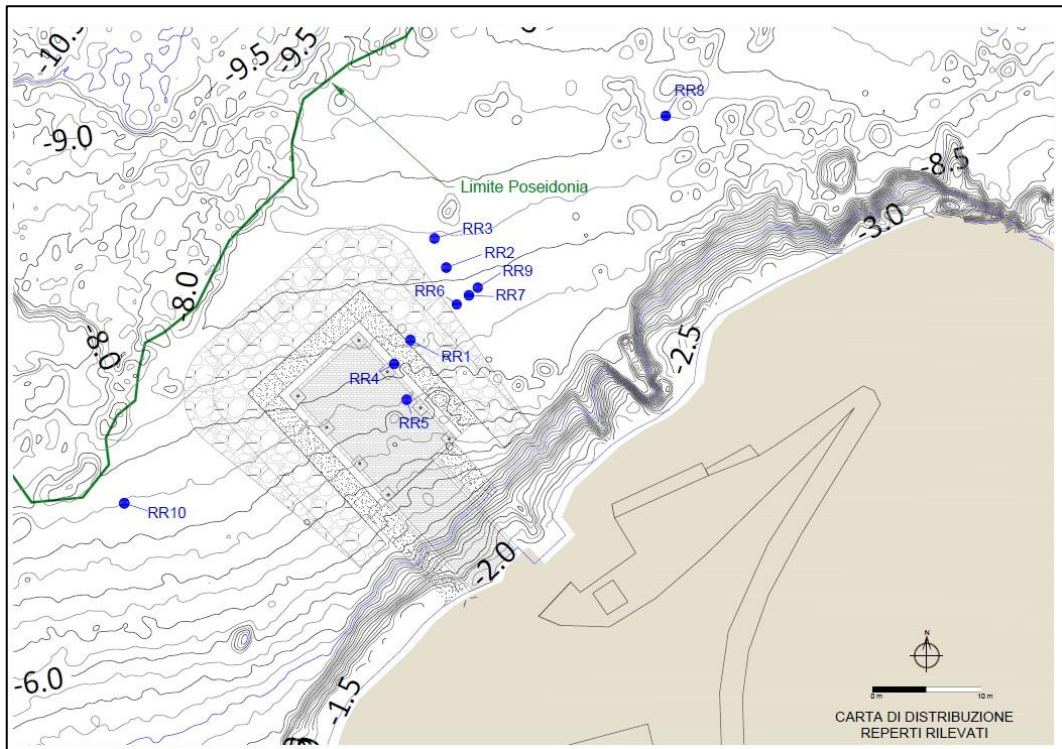 -10.5
-9.5
-9.5
-9.0
RR8
-8.5
Limite Poseidonia
-3.0
RR3
RR2
-8.0
RR9
RR6
RR7
-8.0
-2.5
RR1
RR4
RR5
RR10
-2.0
-6.0
-1.5
N
0 m
10 m
CARTA DI DISTRIBUZIONE
REPERTI RILEVATI